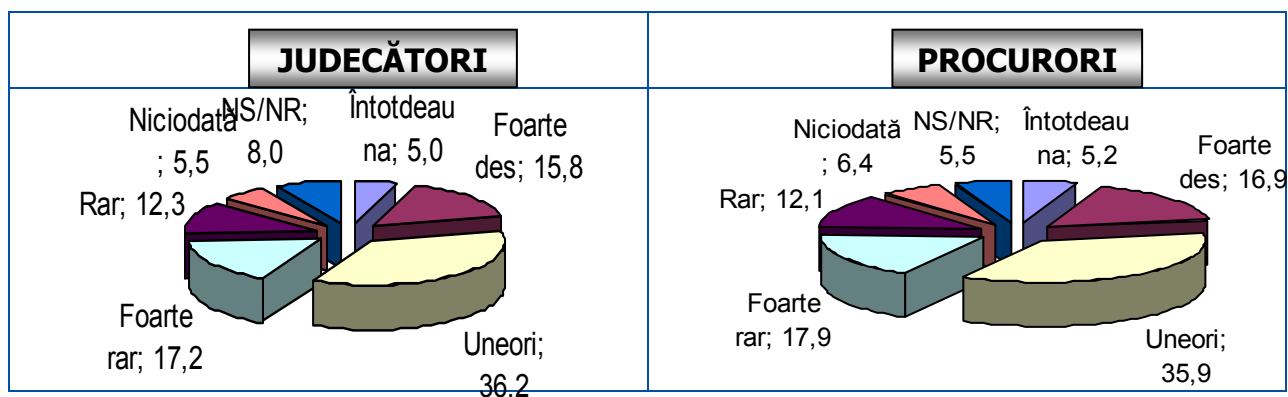 JUDECĂTORI
Niciodată
; 5,5
NS/NR;
8,0
Întotdeau
na; 5,0
Foarte
des; 15,8
Rar; 12,3
Foarte
rar; 17,2
Uneori;
36,2
PROCURORI
Niciodată
; 6,4
NS/NR;
5,5
Întotdeau
na; 5,2
Foarte
des; 16,9
Rar; 12,1
Foarte
rar; 17,9
Uneori;
35,9